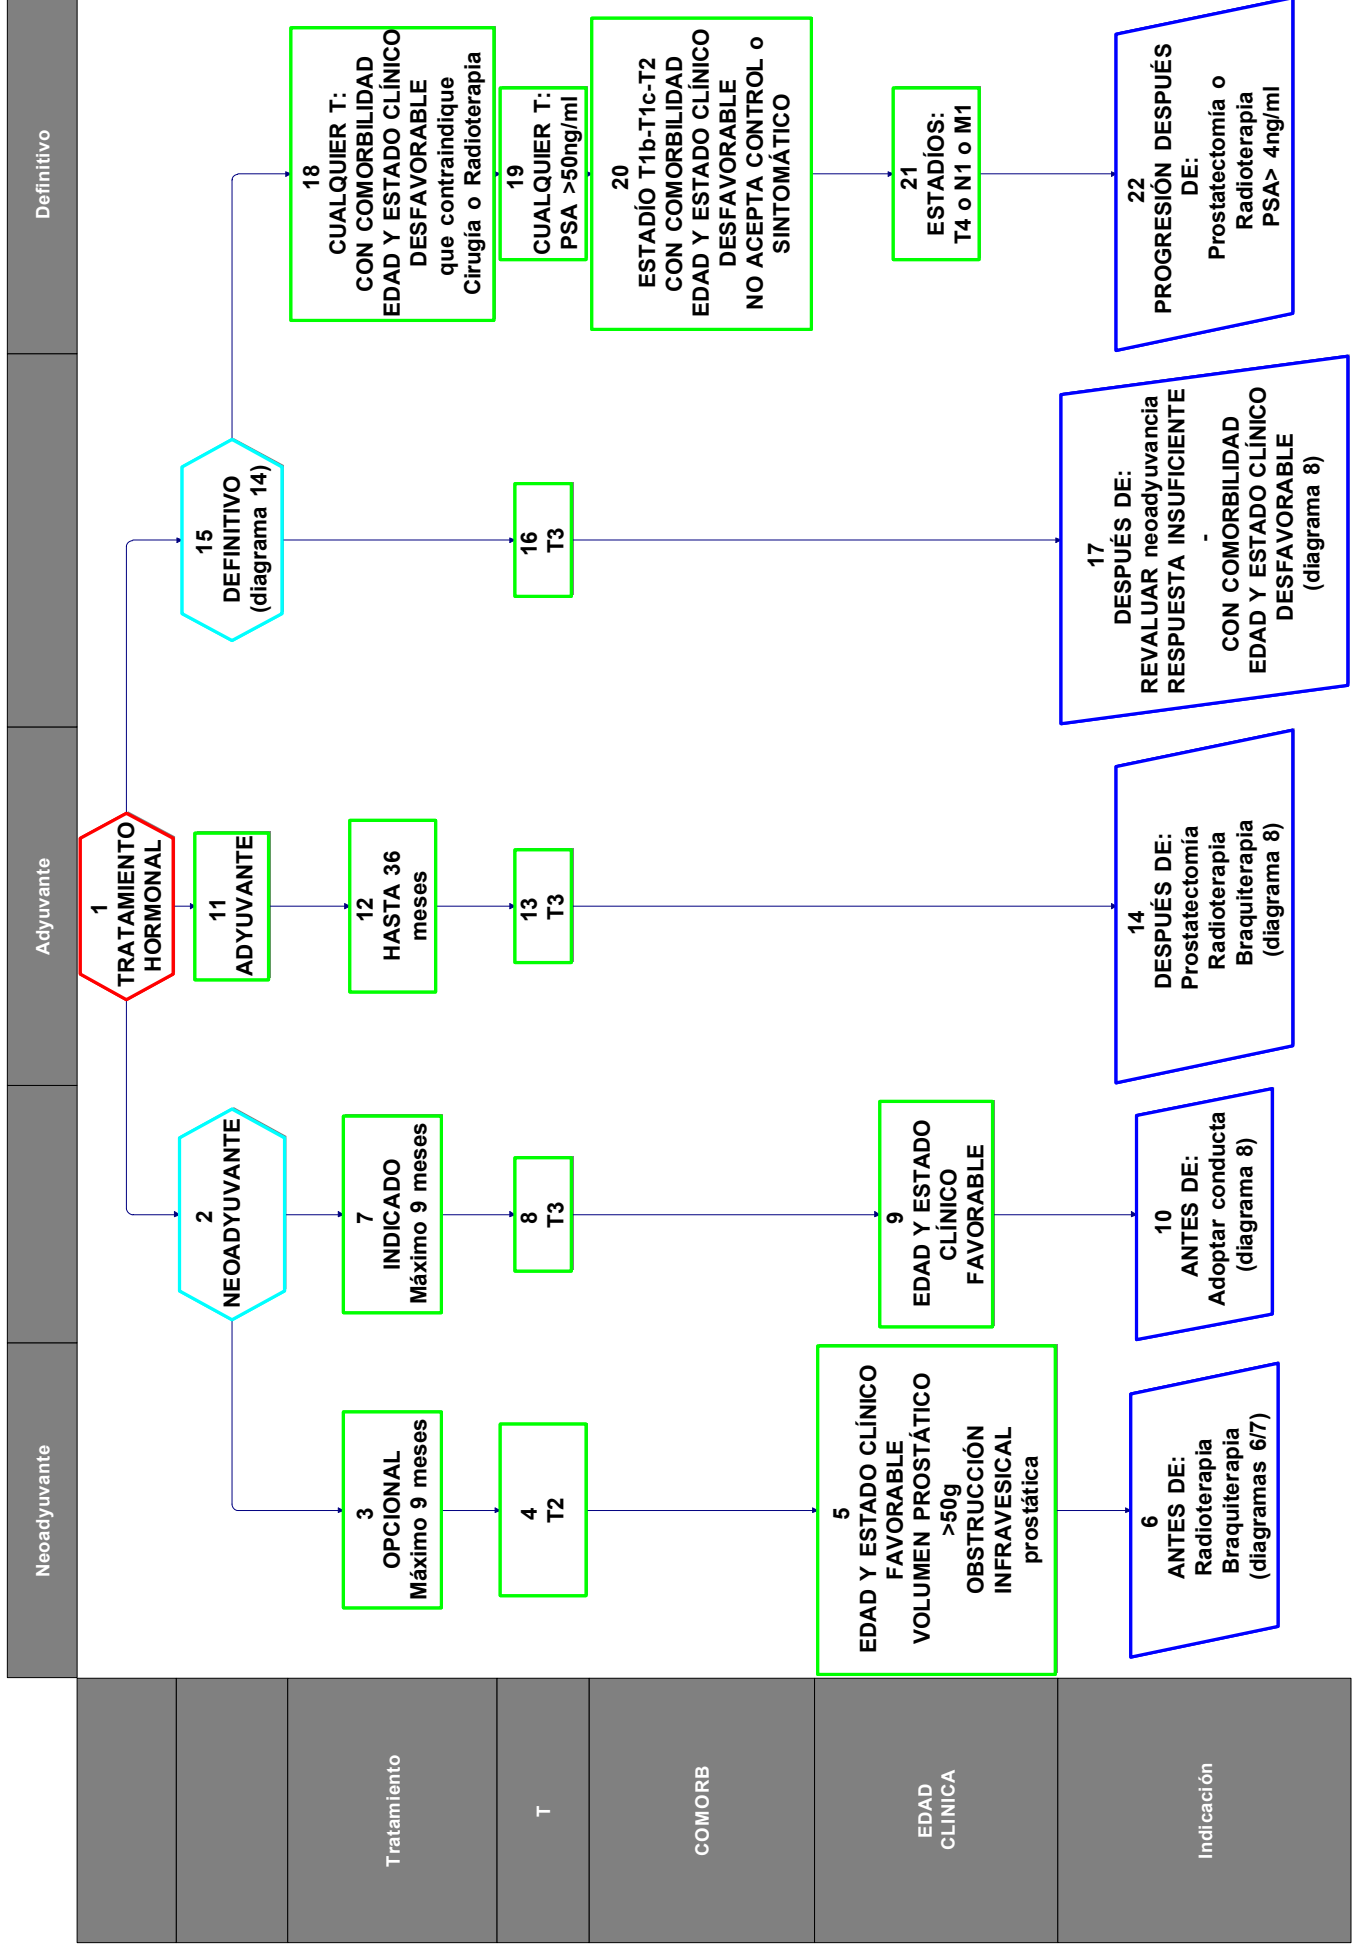 Neoadyuvante
Adyuvante
Definitivo
Tratamiento
T
COMORB
EDAD
CLINICA
Indicación
1
TRATAMIENTO
HORMONAL
2
NEOADYUVANTE
3
OPCIONAL
Máximo 9 meses
4
T2
5
EDAD Y ESTADO CLÍNICO
FAVORABLE
VOLUMEN PROSTÁTICO
>50g
OBSTRUCCIÓN
INFRAVESICAL
prostática
6
ANTES DE:
Radioterapia
Braquiterapia
(diagramas 6/7)
7
INDICADO
Máximo 9 meses
8
T3
9
EDAD Y ESTADO
CLÍNICO
FAVORABLE
10
ANTES DE:
Adoptar conducta
(diagrama 8)
11
ADYUVANTE
12
HASTA 36
meses
13
T3
14
DESPUÉS DE:
Prostatectomía
Radioterapia
Braquiterapia
(diagrama 8)
15
DEFINITIVO
(diagrama 14)
16
T3
17
DESPUÉS DE:
REVALUAR neoadyuvancia
RESPUESTA INSUFICIENTE
-
CON COMORBILIDAD
EDAD Y ESTADO CLÍNICO
DESFAVORABLE
(diagrama 8)
18
CUALQUIER T:
CON COMORBILIDAD
EDAD Y ESTADO CLÍNICO
DESFAVORABLE
que contraindique
Cirugía o Radioterapia
19
CUALQUIER T:
PSA >50ng/ml
20
ESTADÍO T1b-T1c-T2
CON COMORBILIDAD
EDAD Y ESTADO CLÍNICO
DESFAVORABLE
NO ACEPTA CONTROL o
SINTOMÁTICO
21
ESTADÍOS:
T4 o N1 o M1
22
PROGRESIÓN DESPUÉS
DE:
Prostatectomía o
Radioterapia
PSA> 4ng/ml